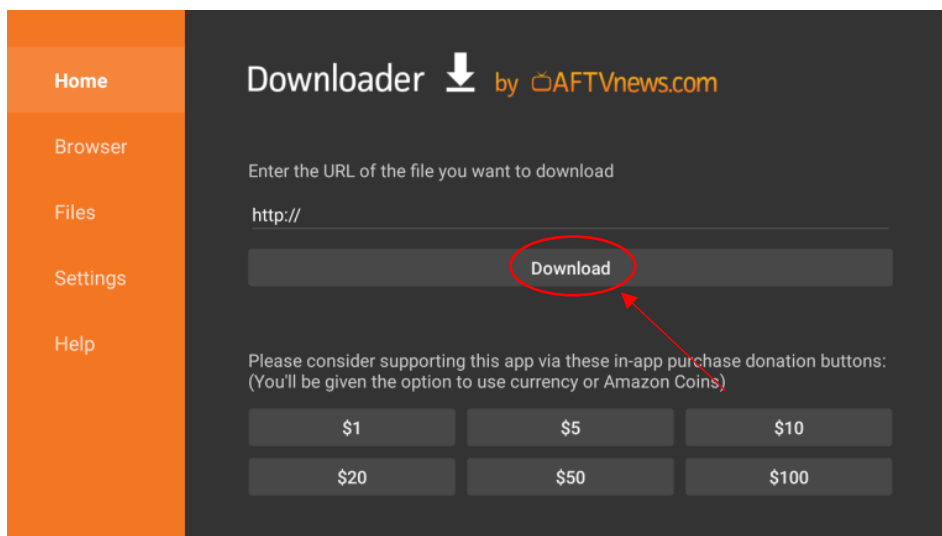 Home
Browser
Files
Settings
Help
Downloader by AFTVnews.com
Enter the URL of the file you want to download
http://
Download
Please consider supporting this app via these in-app purchase donation buttons:
(You'll be given the option to use currency or Amazon Coins)
$1 $5 $10
$20 $50 $100